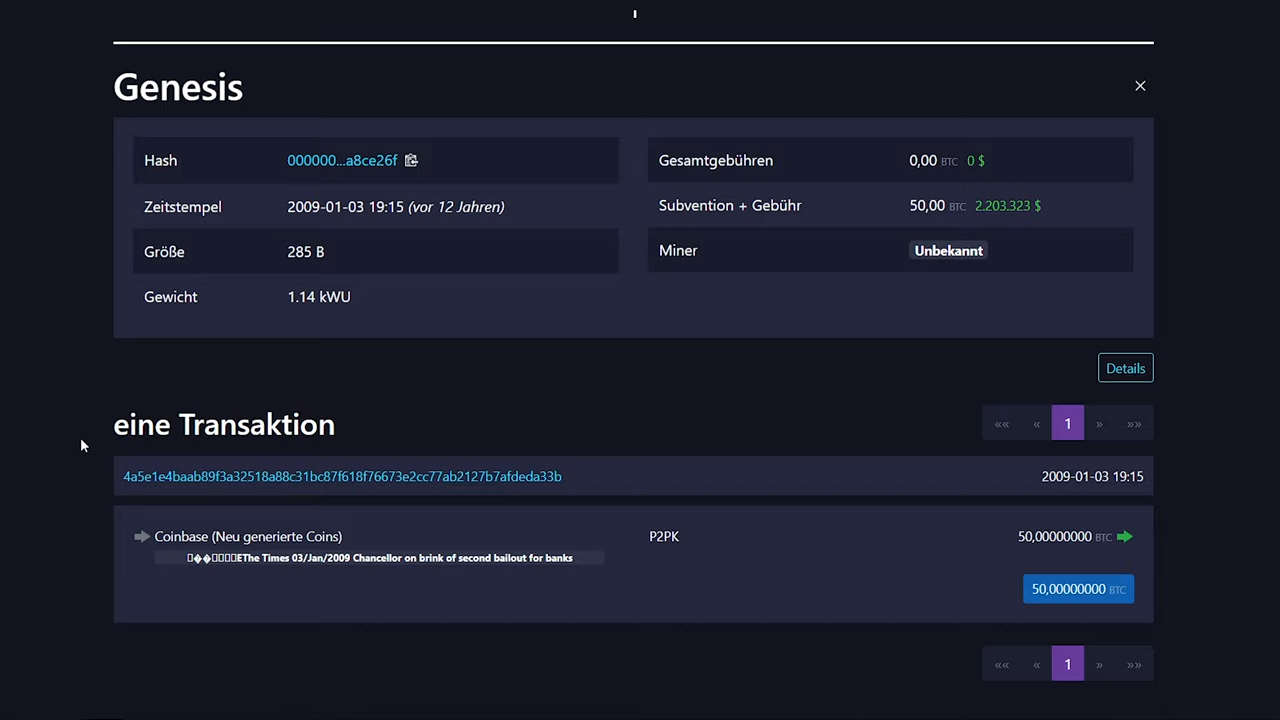 Genesis
Hash 000000...a8ce26f
Zeitstempel 2009-01-03 19:15 (vor 12 Jahren)
Größe 285 B
Gewicht 1.14 kWU
Gesamtgebühren 0,00 BTC 0 $
Subvention + Gebühr 50,00 BTC 2.203.323 $
Miner Unbekannt
Details
eine Transaktion
«« « 1 » »»
4a5e1e4baab89f3a32518a88c31bc87f618f76673e2cc77ab2127b7afdeda33b 2009-01-03 19:15
Coinbase (Neu generierte Coins) P2PK 50,00000000 BTC
▯��▯▯▯▯EThe Times 03/Jan/2009 Chancellor on brink of second bailout for banks
50,00000000 BTC
«« « 1 » »»